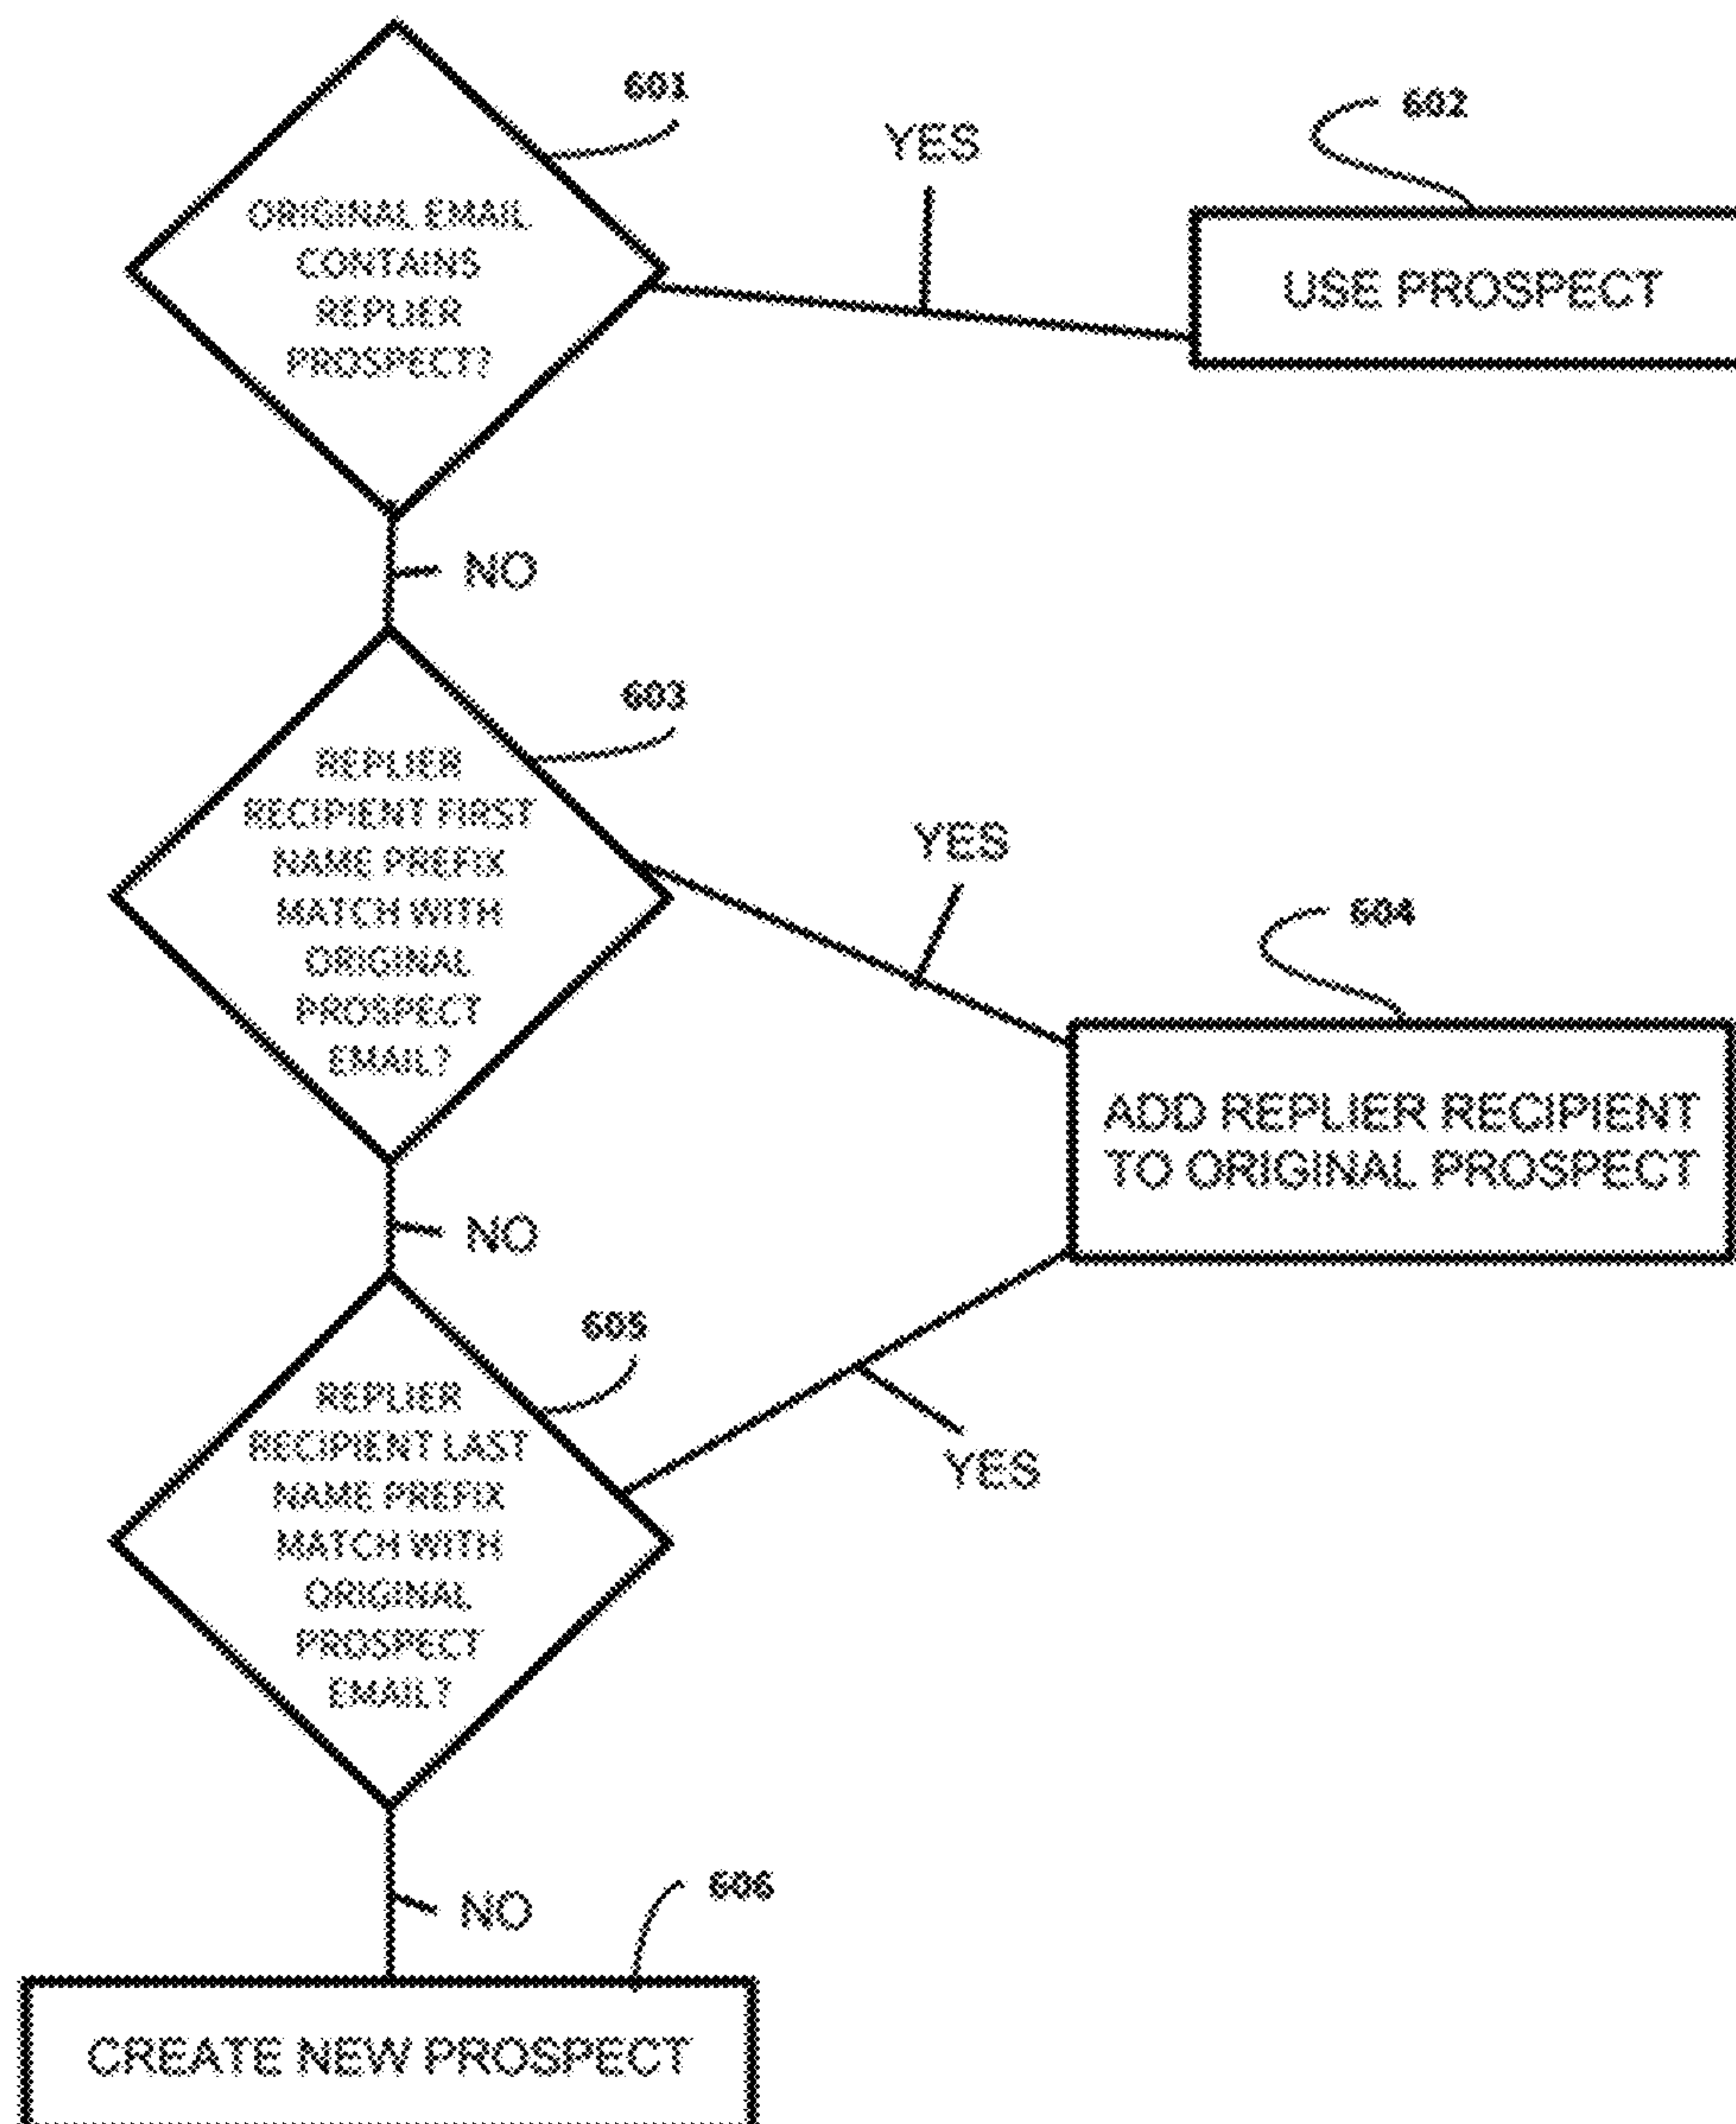 601
ORIGINAL EMAIL
CONTAINS
REPLIER
PROSPECT?
YES
602
USE PROSPECT
NO
603
REPLIER
RECIPIENT FIRST
NAME PREFIX
MATCH WITH
ORIGINAL
PROSPECT
EMAIL?
YES
604
ADD REPLIER RECIPIENT
TO ORIGINAL PROSPECT
NO
605
REPLIER
RECIPIENT LAST
NAME PREFIX
MATCH WITH
ORIGINAL
PROSPECT
EMAIL?
YES
NO
606
CREATE NEW PROSPECT